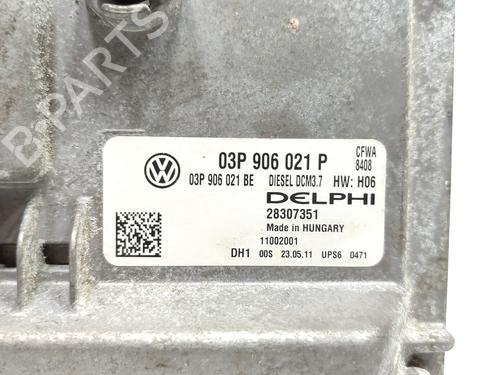 03P 906 021 P CFWA 8408
03P 906 021 BE DIESEL DCM3.7 HW: H06
DELPHI
28307351
Made in HUNGARY
11002001
DH1 00S 23.05.11 UPS6 0471